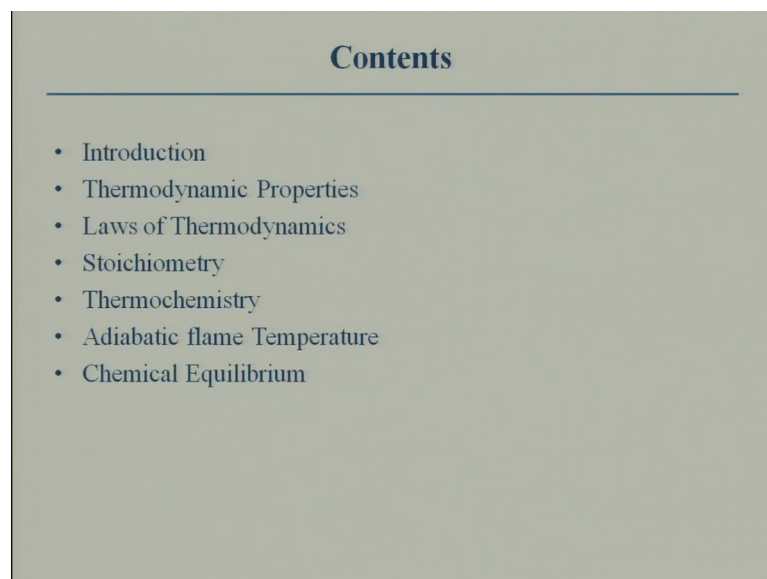 Contents
• Introduction
• Thermodynamic Properties
• Laws of Thermodynamics
• Stoichiometry
• Thermochemistry
• Adiabatic flame Temperature
• Chemical Equilibrium